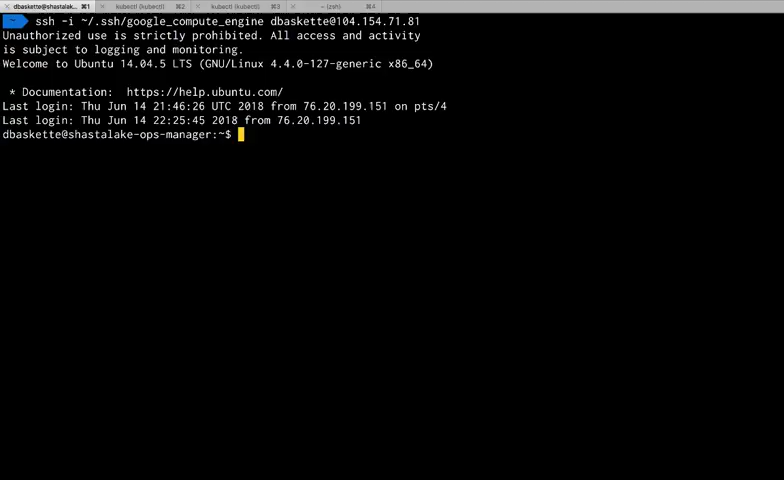 dbaskette@shastalak... ⌘1 kubectl (kubectl) ⌘2 kubectl (kubectl) ⌘3 ~ (zsh) ⌘4
~ ssh -i ~/.ssh/google_compute_engine dbaskette@104.154.71.81
Unauthorized use is strictly prohibited. All access and activity
is subject to logging and monitoring.
Welcome to Ubuntu 14.04.5 LTS (GNU/Linux 4.4.0-127-generic x86_64)
* Documentation:  https://help.ubuntu.com/
Last login: Thu Jun 14 21:46:26 UTC 2018 from 76.20.199.151 on pts/4
Last login: Thu Jun 14 22:25:45 2018 from 76.20.199.151
dbaskette@shastalake-ops-manager:~$